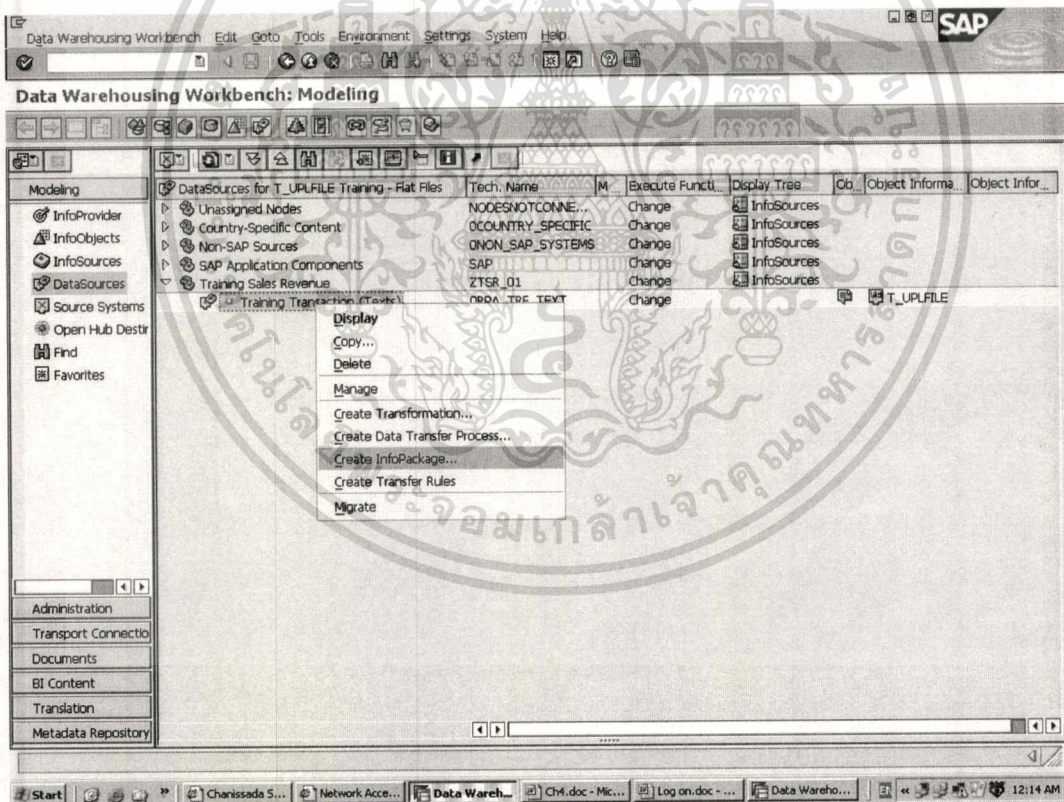 Data Warehousing Workbench Edit Goto Tools Environment Settings System Help
SAP
Data Warehousing Workbench: Modeling
Modeling
InfoProvider
InfoObjects
InfoSources
DataSources
Source Systems
Open Hub Destir
Find
Favorites
Administration
Transport Connectio
Documents
BI Content
Translation
Metadata Repository
DataSources for T_UPLFILE Training - Flat Files Tech. Name M... Execute Functi... Display Tree Ob... Object Informa... Object Infor...
Unassigned Nodes NODESNOTCONNE... Change InfoSources
Country-Specific Content 0COUNTRY_SPECIFIC Change InfoSources
Non-SAP Sources 0NON_SAP_SYSTEMS Change InfoSources
SAP Application Components SAP Change InfoSources
Training Sales Revenue ZTSR_01 Change InfoSources
Training Transaction (Texts) Change T_UPLFILE
Display
Copy...
Delete
Manage
Create Transformation...
Create Data Transfer Process...
Create InfoPackage...
Create Transfer Rules
Migrate
Start Chanissada S... Network Acce... Data Wareh... Ch4.doc - Mic... Log on.doc - ... Data Wareho... 12:14 AM